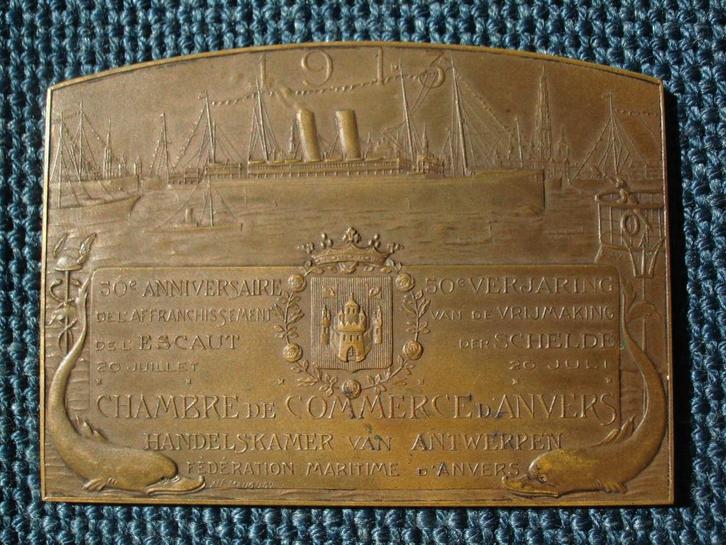 1913
50e ANNIVERSAIRE
DE L'AFFRANCHISSEMENT
DE L'ESCAUT
20 JUILLET
50e VERJARING
VAN DE VRIJMAKING
DER SCHELDE
20 JULI
CHAMBRE DE COMMERCE D'ANVERS
HANDELSKAMER VAN ANTWERPEN
FÉDÉRATION MARITIME D'ANVERS